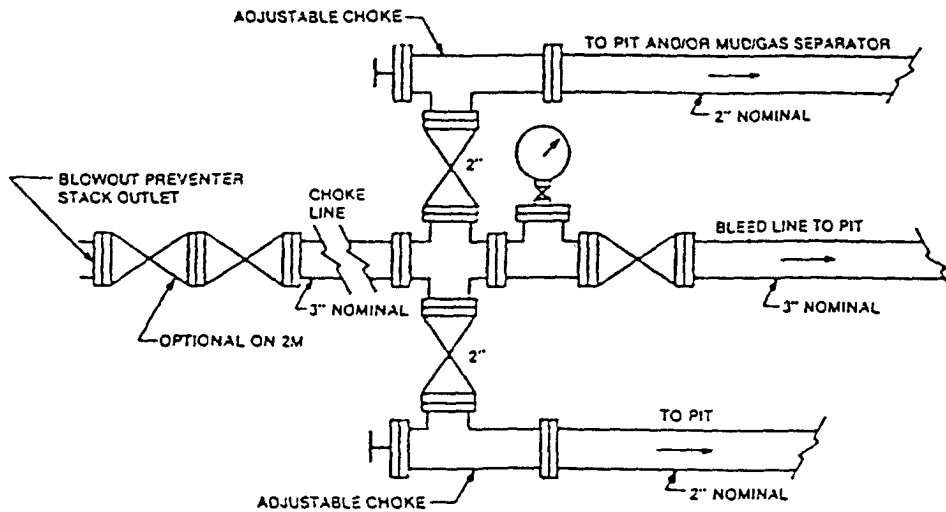 ADJUSTABLE CHOKE
TO PIT AND/OR MUD/GAS SEPARATOR
2" NOMINAL
2"
BLOWOUT PREVENTER
STACK OUTLET
CHOKE
LINE
BLEED LINE TO PIT
3" NOMINAL
3" NOMINAL
OPTIONAL ON 2M
2"
TO PIT
ADJUSTABLE CHOKE
2" NOMINAL